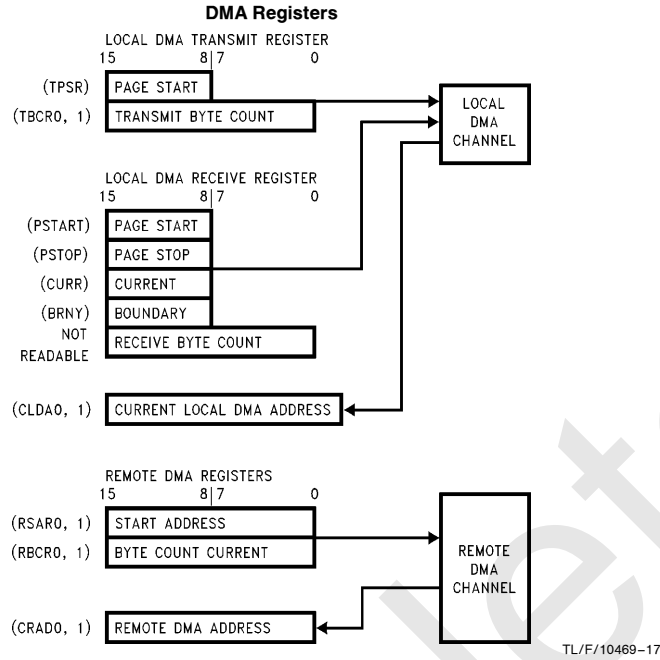 DMA Registers
LOCAL DMA TRANSMIT REGISTER
15 8|7 0
(TPSR) PAGE START
(TBCR0, 1) TRANSMIT BYTE COUNT
LOCAL DMA CHANNEL
LOCAL DMA RECEIVE REGISTER
15 8|7 0
(PSTART) PAGE START
(PSTOP) PAGE STOP
(CURR) CURRENT
(BRNY) BOUNDARY
NOT READABLE RECEIVE BYTE COUNT
(CLDA0, 1) CURRENT LOCAL DMA ADDRESS
REMOTE DMA REGISTERS
15 8|7 0
(RSAR0, 1) START ADDRESS
(RBCR0, 1) BYTE COUNT CURRENT
REMOTE DMA CHANNEL
(CRAD0, 1) REMOTE DMA ADDRESS
TL/F/10469–17